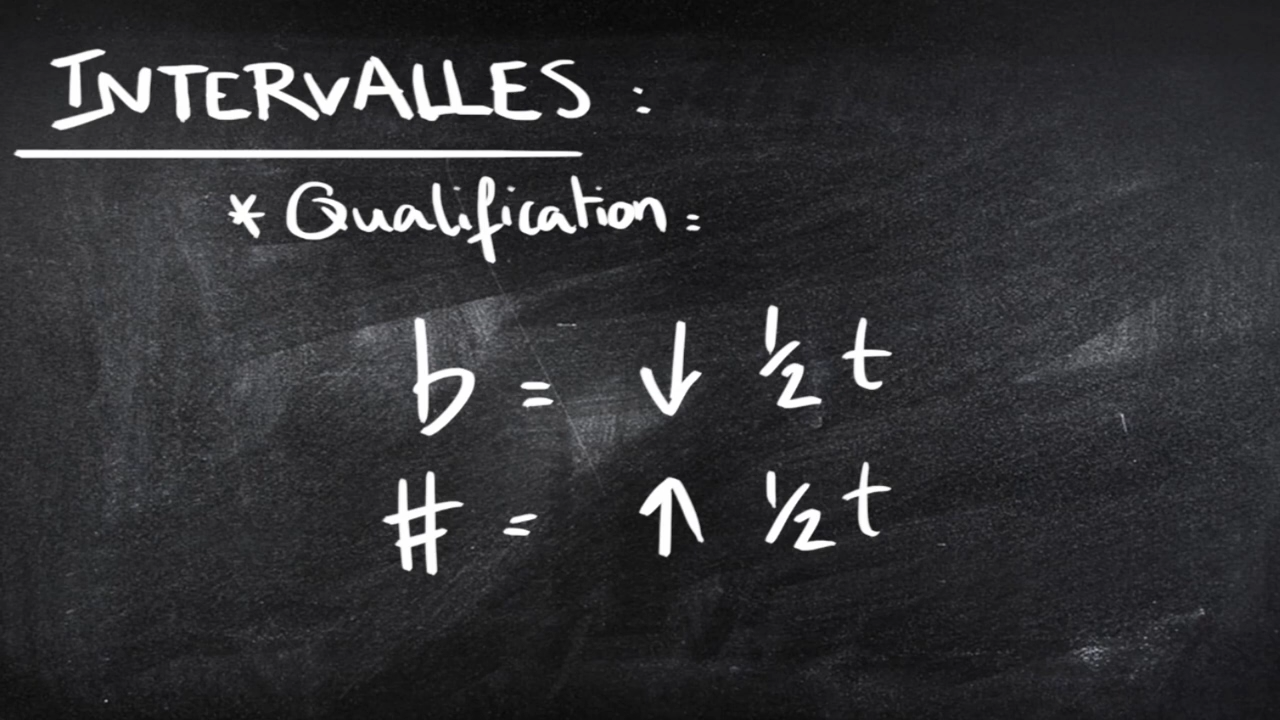 INTERVALLES :
* Qualification :
b = ↓ ½ t
# = ↑ ½ t